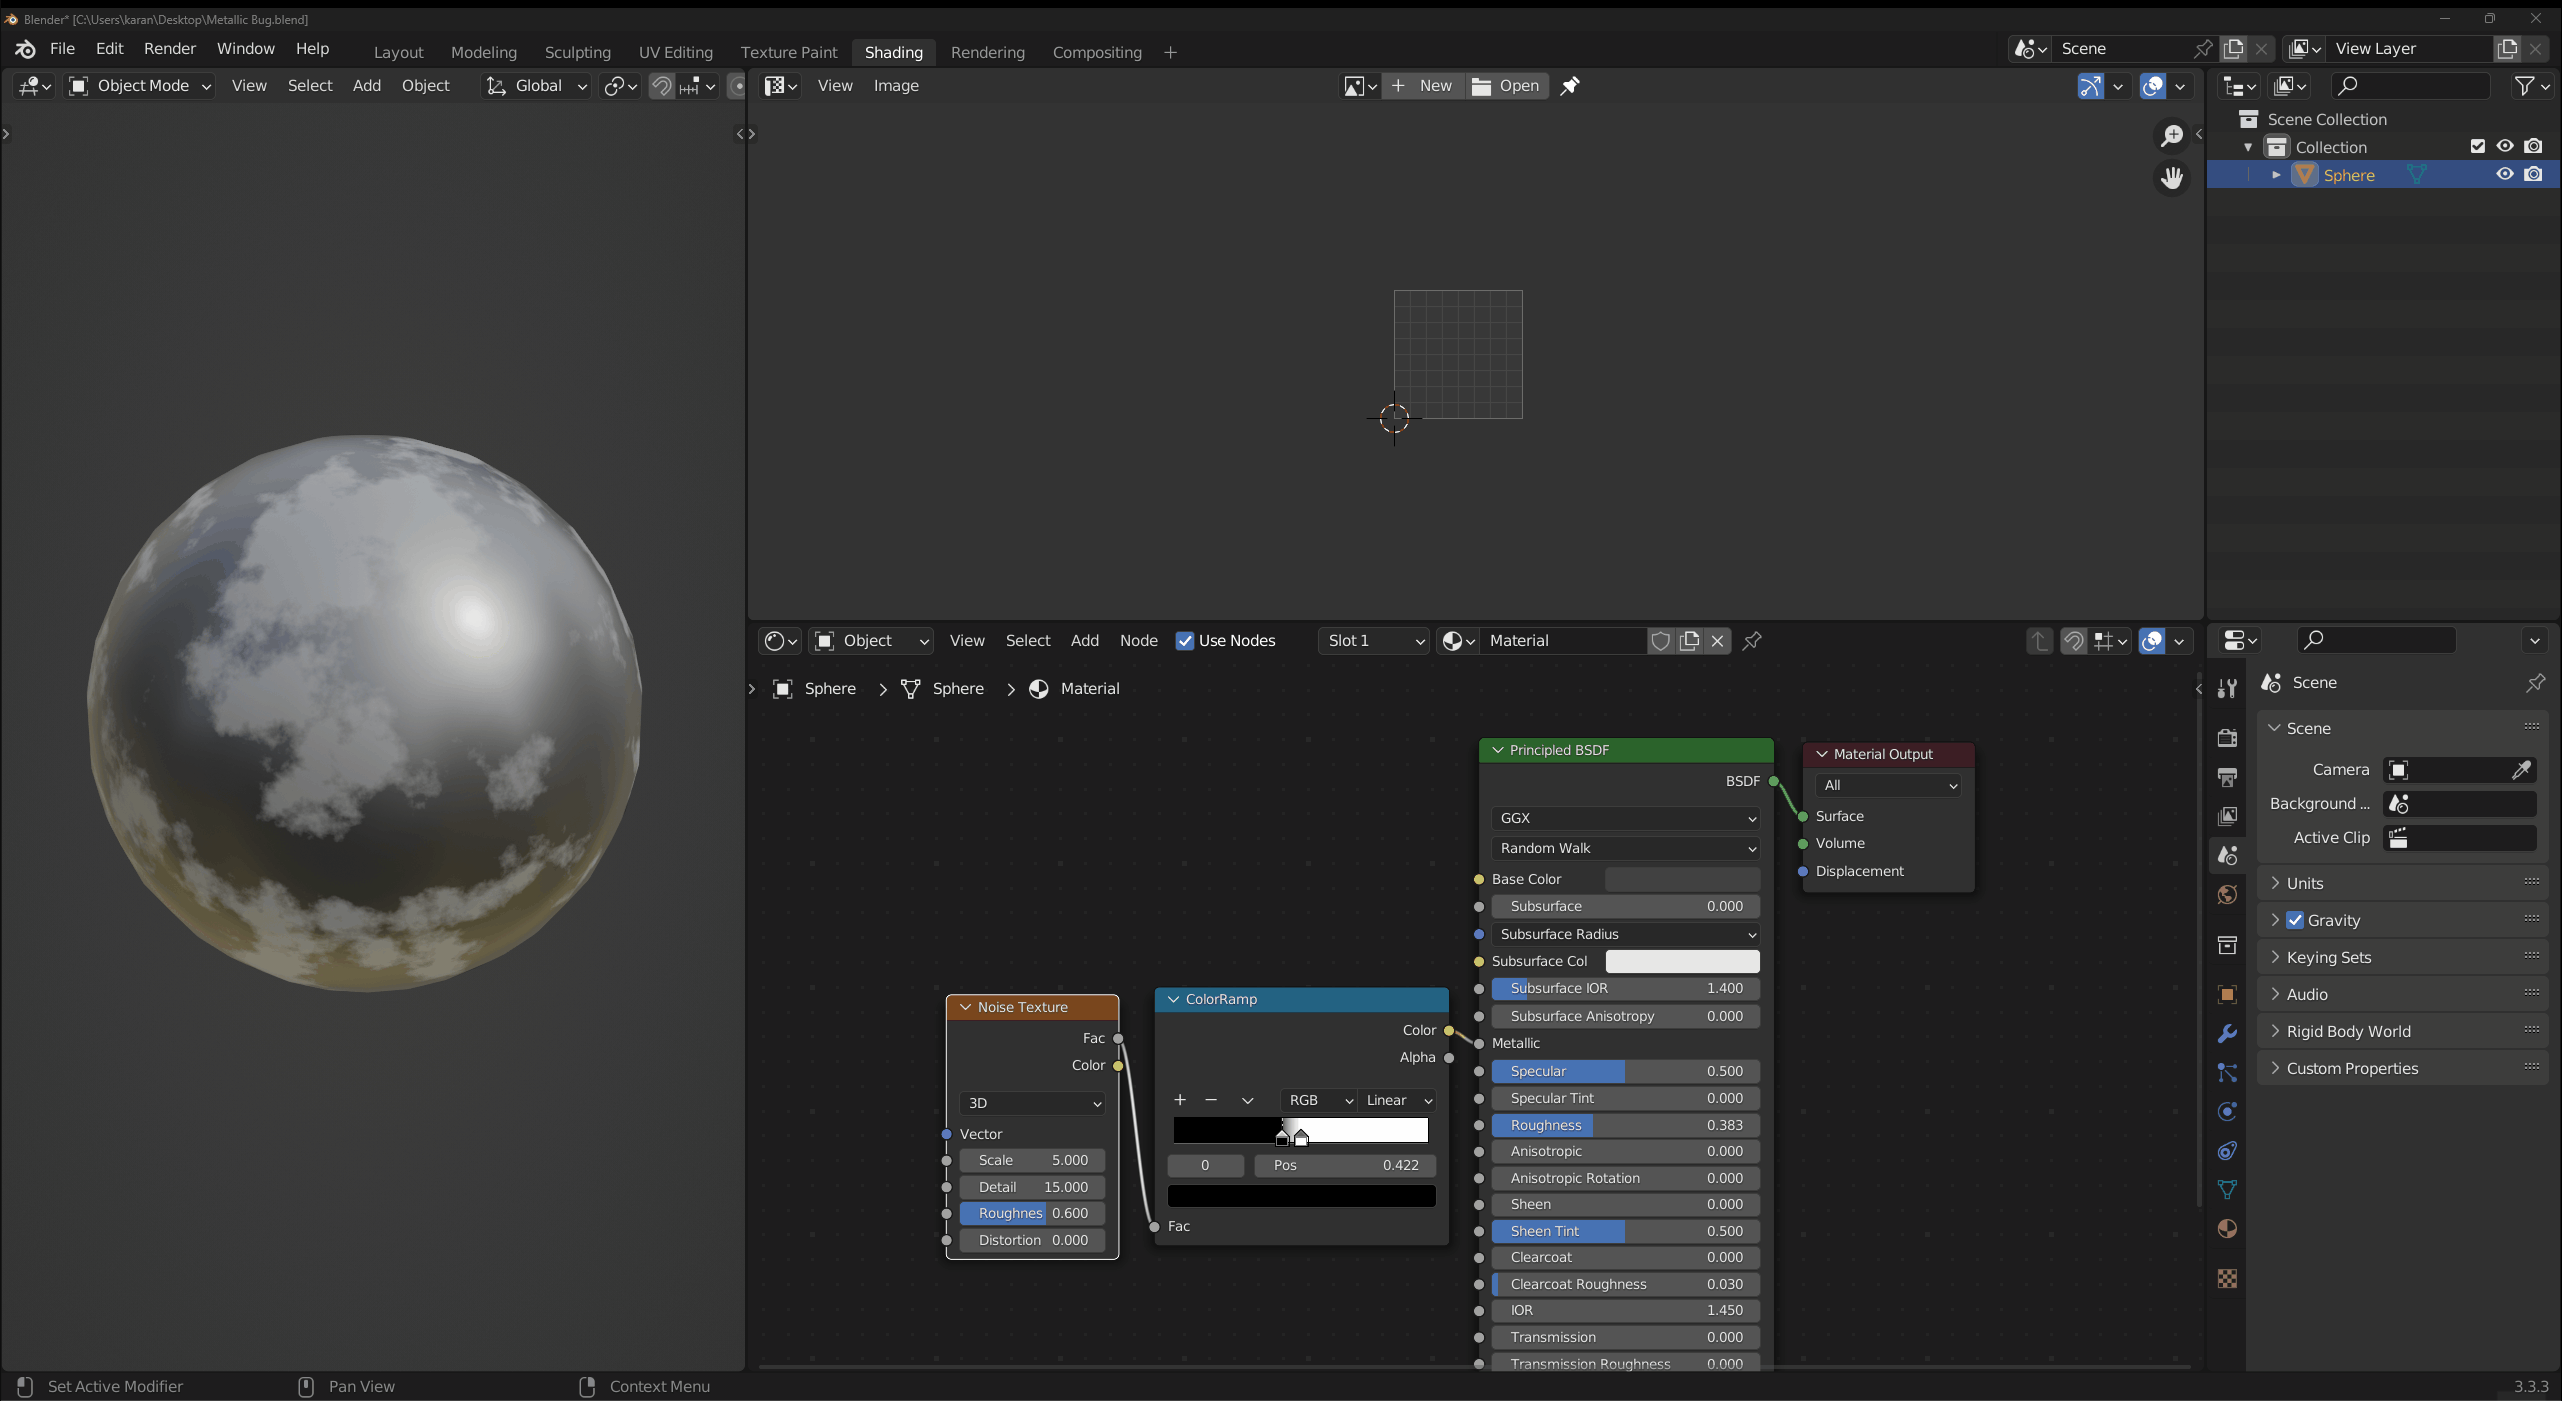 Blender* [C:\Users\karan\Desktop\Metallic Bug.blend]
File Edit Render Window Help Layout Modeling Sculpting UV Editing Texture Paint Shading Rendering Compositing + Scene View Layer
Object Mode View Select Add Object Global
View Image + New Open
Scene Collection
Collection
Sphere
Object View Select Add Node Use Nodes Slot 1 Material
Sphere > Sphere > Material
Noise Texture
Fac
Color
3D
Vector
Scale 5.000
Detail 15.000
Roughnes 0.600
Distortion 0.000
ColorRamp
Color
Alpha
+ − RGB Linear
0 Pos 0.422
Fac
Principled BSDF
BSDF
GGX
Random Walk
Base Color
Subsurface 0.000
Subsurface Radius
Subsurface Col
Subsurface IOR 1.400
Subsurface Anisotropy 0.000
Metallic
Specular 0.500
Specular Tint 0.000
Roughness 0.383
Anisotropic 0.000
Anisotropic Rotation 0.000
Sheen 0.000
Sheen Tint 0.500
Clearcoat 0.000
Clearcoat Roughness 0.030
IOR 1.450
Transmission 0.000
Transmission Roughness 0.000
Material Output
All
Surface
Volume
Displacement
Scene
Scene
Camera
Background ...
Active Clip
Units
Gravity
Keying Sets
Audio
Rigid Body World
Custom Properties
Set Active Modifier Pan View Context Menu 3.3.3